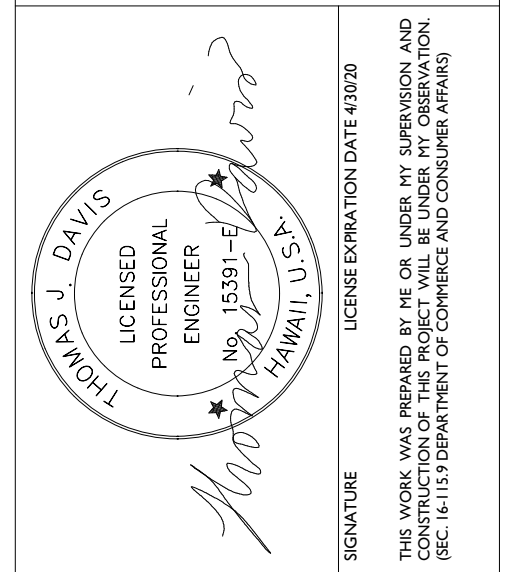 THOMAS J. DAVIS
LICENSED
PROFESSIONAL
ENGINEER
No. 15391-E
HAWAII, U.S.A.
Thomas J Davis
SIGNATURE LICENSE EXPIRATION DATE 4/30/20
THIS WORK WAS PREPARED BY ME OR UNDER MY SUPERVISION AND
CONSTRUCTION OF THIS PROJECT WILL BE UNDER MY OBSERVATION.
(SEC. 16-115.9 DEPARTMENT OF COMMERCE AND CONSUMER AFFAIRS)